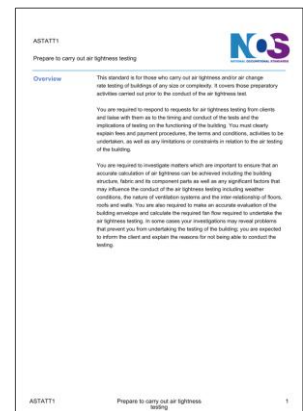 ASTATT1
Prepare to carry out air tightness testing
NOS
NATIONAL OCCUPATIONAL STANDARDS
Overview
This standard is for those who carry out air tightness and/or air change
rate testing of buildings of any size or complexity. It covers those preparatory
activities carried out prior to the conduct of the air tightness test.
You are required to respond to requests for air tightness testing from clients
and liaise with them as to the timing and conduct of the tests and the
implications of testing on the functioning of the building. You must clearly
explain fees and payment procedures, the terms and conditions, activities to be
undertaken, as well as any limitations or constraints in relation to the air testing
of the building.
You are required to investigate matters which are important to ensure that an
accurate calculation of air tightness can be achieved including the building
structure, fabric and its component parts as well as any significant factors that
may influence the conduct of the air tightness testing including weather
conditions, the nature of ventilation systems and the inter-relationship of floors,
roofs and walls. You are also required to make an accurate evaluation of the
building envelope and calculate the required fan flow required to undertake the
air tightness testing. In some cases your investigations may reveal problems
that prevent you from undertaking the testing of the building; you are expected
to inform the client and explain the reasons for not being able to conduct the
testing.
ASTATT1
Prepare to carry out air tightness
testing
1